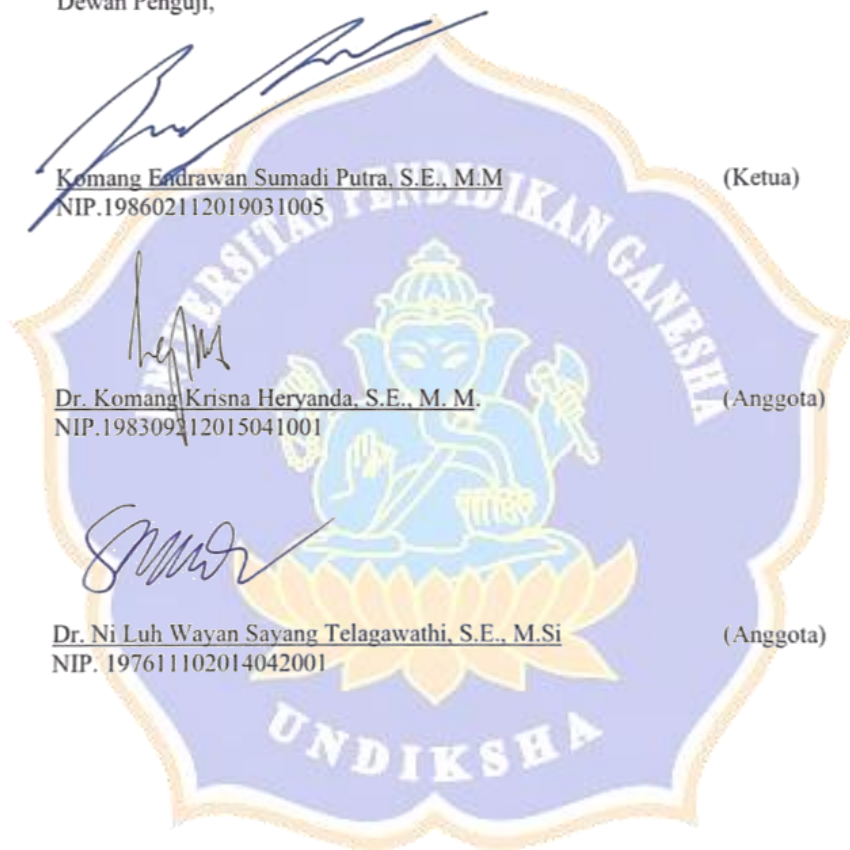 Dewan Penguji,
Komang Endrawan Sumadi Putra, S.E., M.M (Ketua)
NIP.198602112019031005
UNIVERSITAS PENDIDIKAN GANESHA
Dr. Komang Krisna Heryanda, S.E., M. M. (Anggota)
NIP.198309212015041001
Dr. Ni Luh Wayan Sayang Telagawathi, S.E., M.Si (Anggota)
NIP. 197611102014042001
UNDIKSHA